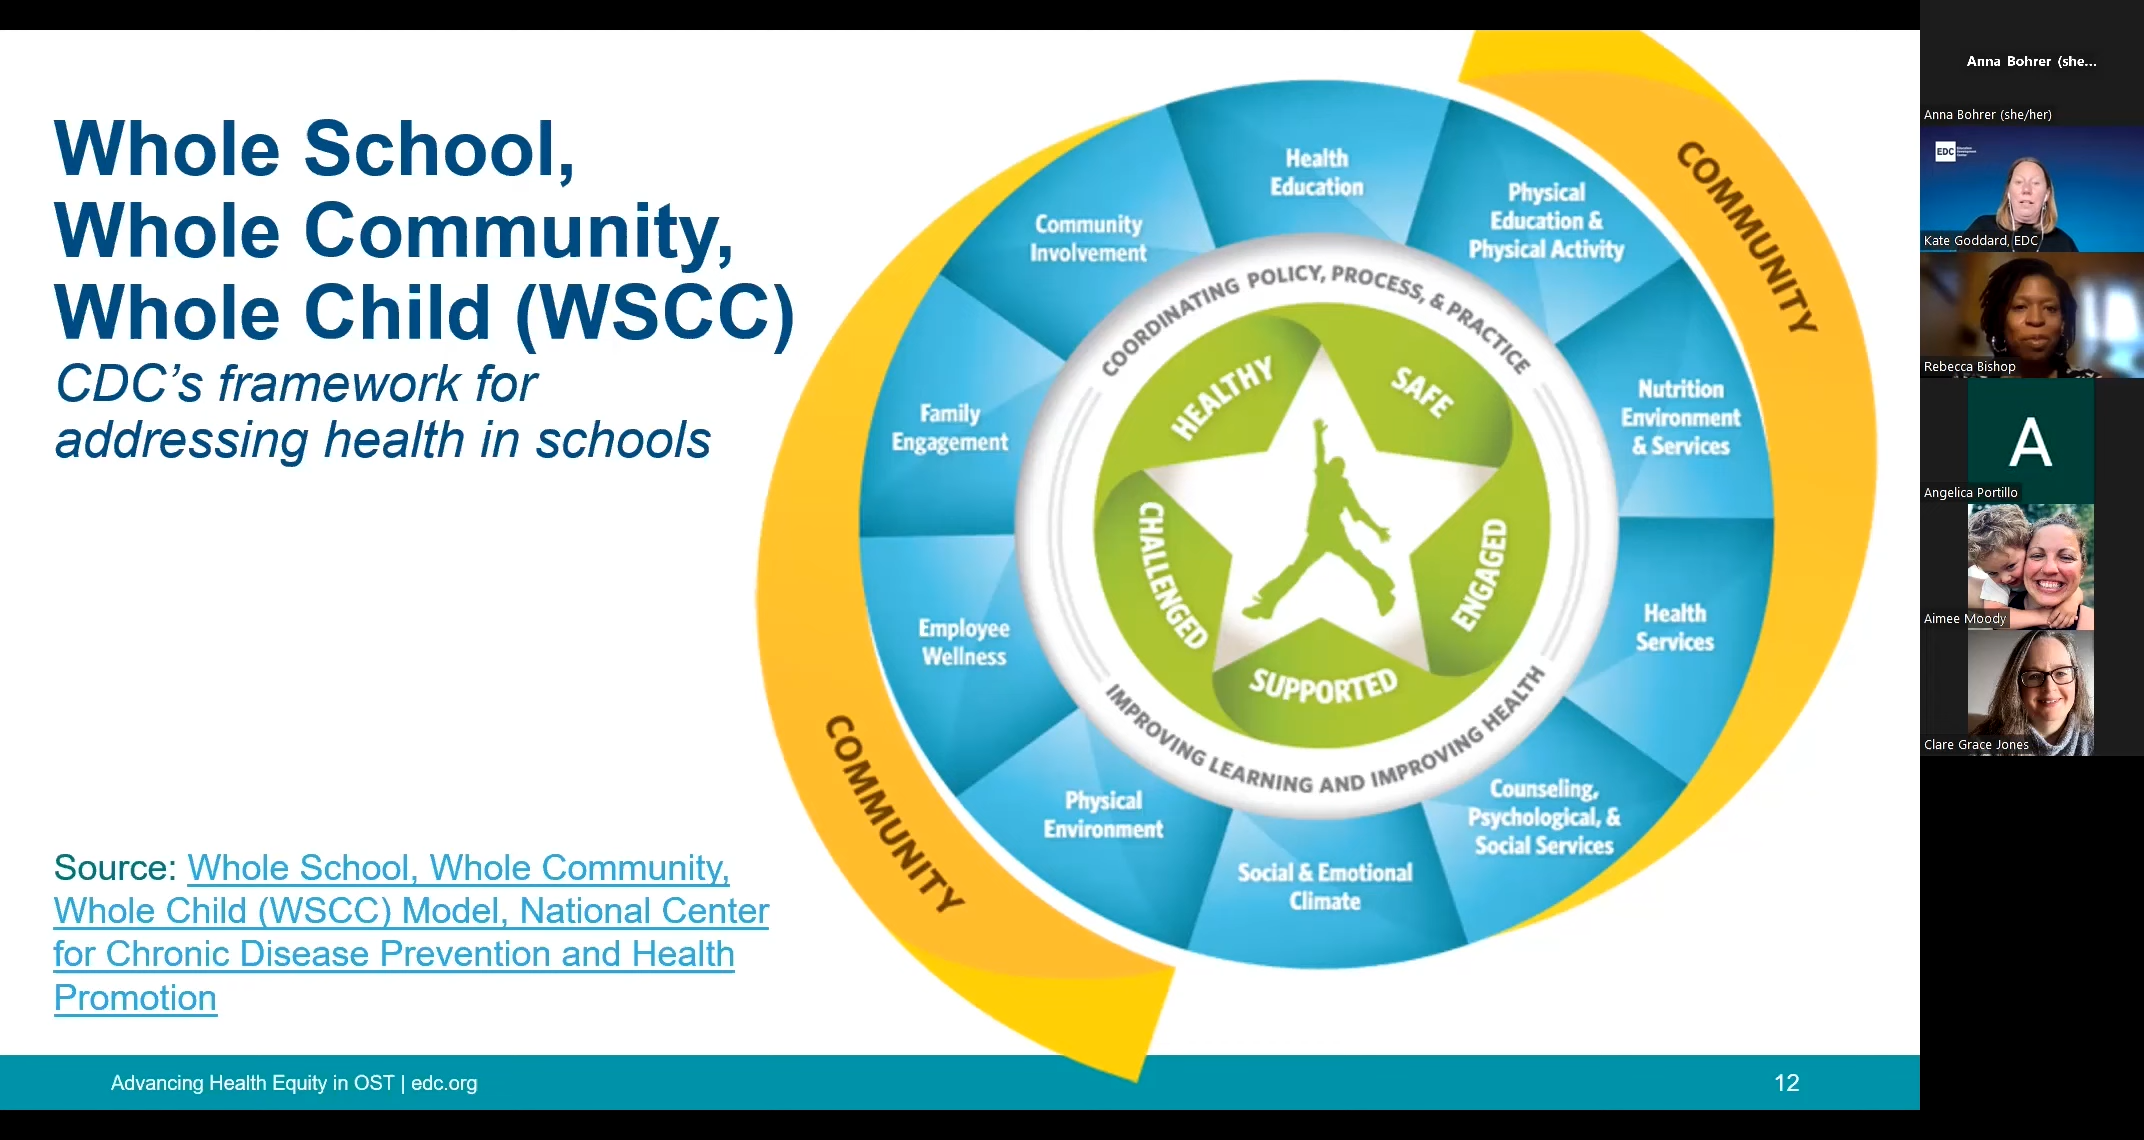 Whole School,
Whole Community,
Whole Child (WSCC)
CDC’s framework for
addressing health in schools
Source: Whole School, Whole Community,
Whole Child (WSCC) Model, National Center
for Chronic Disease Prevention and Health
Promotion
COMMUNITY
Health
Education
Physical
Education &
Physical Activity
Nutrition
Environment
& Services
Health
Services
Counseling,
Psychological, &
Social Services
Social & Emotional
Climate
Physical
Environment
Employee
Wellness
Family
Engagement
Community
Involvement
COORDINATING POLICY, PROCESS, & PRACTICE
IMPROVING LEARNING AND IMPROVING HEALTH
HEALTHY
SAFE
ENGAGED
SUPPORTED
CHALLENGED
COMMUNITY
Advancing Health Equity in OST | edc.org
12
Anna Bohrer (she...
Anna Bohrer (she/her)
EDC
Kate Goddard, EDC
Rebecca Bishop
A
Angelica Portillo
Aimee Moody
Clare Grace Jones